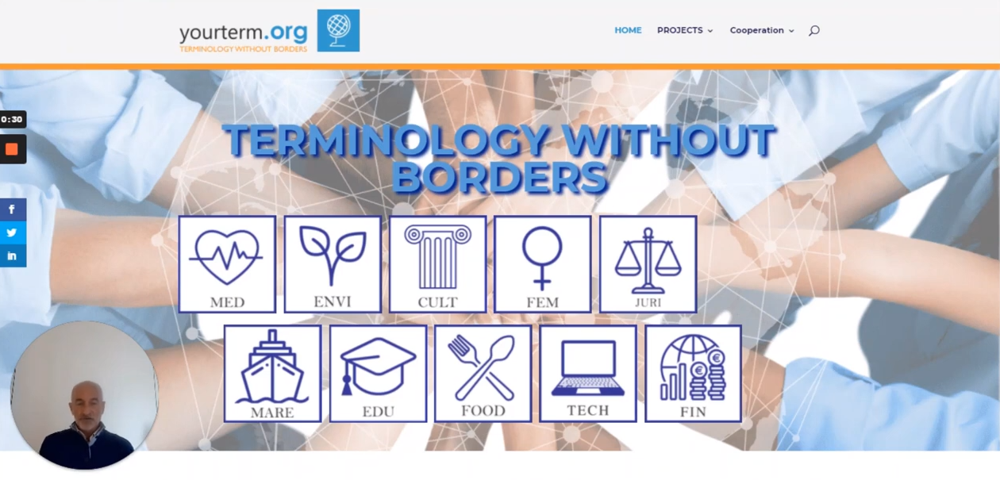 yourterm.org
TERMINOLOGY WITHOUT BORDERS
HOME PROJECTS Cooperation
0:30
TERMINOLOGY WITHOUT
BORDERS
MED ENVI CULT FEM JURI
MARE EDU FOOD TECH FIN